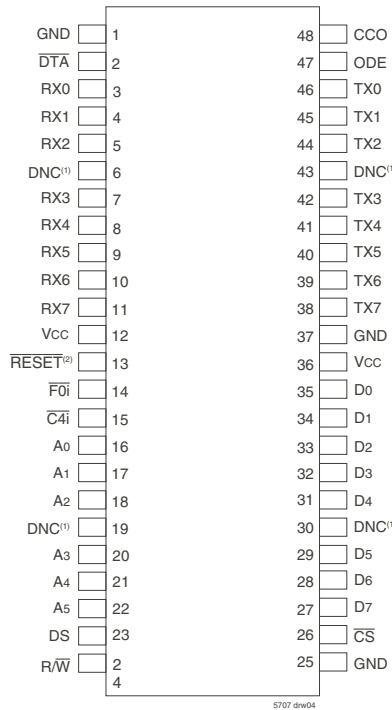 GND 1 48 CCO
DTA 2 47 ODE
RX0 3 46 TX0
RX1 4 45 TX1
RX2 5 44 TX2
DNC(1) 6 43 DNC(1
RX3 7 42 TX3
RX4 8 41 TX4
RX5 9 40 TX5
RX6 10 39 TX6
RX7 11 38 TX7
VCC 12 37 GND
RESET(2) 13 36 VCC
F0i 14 35 D0
C4i 15 34 D1
A0 16 33 D2
A1 17 32 D3
A2 18 31 D4
DNC(1) 19 30 DNC(1
A3 20 29 D5
A4 21 28 D6
A5 22 27 D7
DS 23 26 CS
R/W 2 25 GND
4
5707 drw04